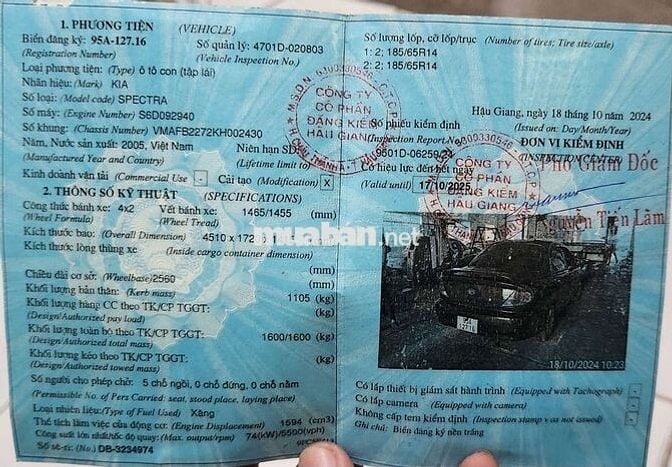 1. PHƯƠNG TIỆN (VEHICLE)
Biển đăng ký: 95A-127.16 Số quản lý: 4701D-020803
(Registration Number) (Vehicle Inspection No.)
Loại phương tiện: (Type) ô tô con (tập lái)
Nhãn hiệu: (Mark) KIA
Số loại: (Model code) SPECTRA
Số máy: (Engine Number) S6D092940
Số khung: (Chassis Number) VMAFB2272KH002430
Năm, Nước sản xuất: 2005, Việt Nam Niên hạn SD:
(Manufactured Year and Country) (Lifetime limit to)
Kinh doanh vận tải (Commercial Use - Cải tạo (Modification) X
2. THÔNG SỐ KỸ THUẬT (SPECIFICATIONS)
Công thức bánh xe: 4x2 Vết bánh xe: 1465/1455 (mm)
(Wheel Formula) (Wheel Tread)
Kích thước bao: (Overall Dimension) 4510 x (mm)
Kích thước lòng thùng xe (Inside cargo container dimension)
(mm)
Chiều dài cơ sở: (Wheelbase) 2560 (mm)
Khối lượng bản thân: (Kerb mass) 1105 (kg)
Khối lượng hàng CC theo TK/CP TGGT: (kg)
(Design/Authorized pay load)
Khối lượng toàn bộ theo TK/CP TGGT: 1600/1600 (kg)
(Design/Authorized total mass)
Khối lượng kéo theo TK/CP TGGT: (kg)
(Design/Authorized towed mass)
Số người cho phép chở: 5 chỗ ngồi, 0 chỗ đứng, 0 chỗ nằm
(Permissible No. of Pers Carried: seat, stood place, laying place)
Loại nhiên liệu: (Type of Fuel Used) Xăng
Thể tích làm việc của động cơ: (Engine Displacement) 1594 (cm3)
Công suất lớn nhất/tốc độ quay: (Max. output/rpm) 74(kW)/5500(vph)
Số sê-ri: (No.) DB-3234974
Số lượng lốp, cỡ lốp/trục (Number of tires; Tire size/axle)
1: 2; 185/65R14
2: 2; 185/65R14
CÔNG TY
CỔ PHẦN
ĐĂNG KIỂM
HẬU GIANG
Hậu Giang, ngày 18 tháng 10 năm 2024
(Issued on: Day/Month/Year)
Số phiếu kiểm định ĐƠN VỊ KIỂM ĐỊNH
(Inspection Report N (INSPECTION CENTER)
9501D-06259
Có hiệu lực đến hết ngày
(Valid until) 17/10/2025
CÔNG TY
CỔ PHẦN
ĐĂNG KIỂM
HẬU GIANG
Phó Giám Đốc
Nguyễn Tiến Lãm
muaban.net
95A
127.16
18/10/2024 10:23
Có lắp thiết bị giám sát hành trình (Equipped with Tachograph) -
Có lắp camera (Equipped with camera) -
Không cấp tem kiểm định (Inspection stamp was not issued) -
Ghi chú: Biển đăng ký nền trắng